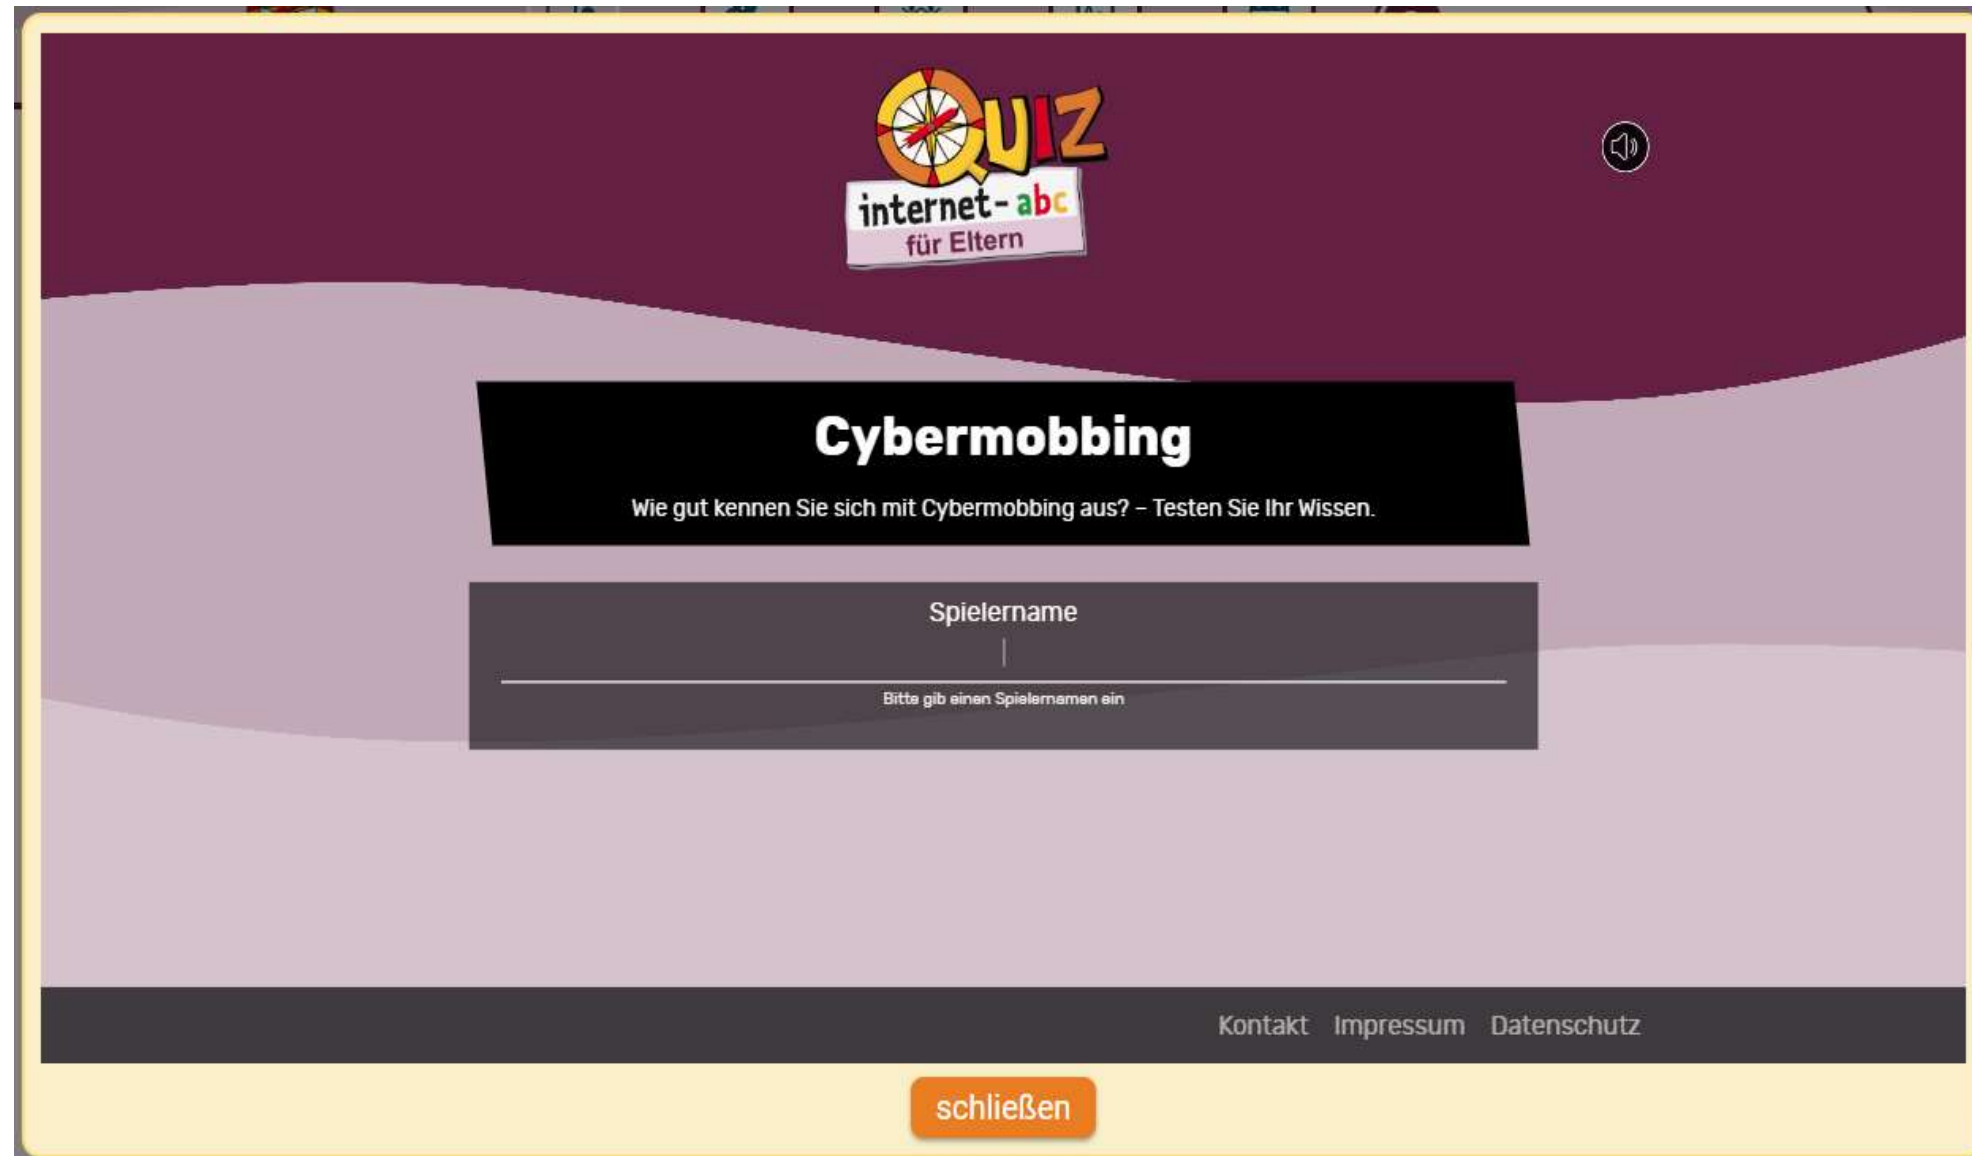 QUIZ
internet-abc
für Eltern
Cybermobbing
Wie gut kennen Sie sich mit Cybermobbing aus? – Testen Sie Ihr Wissen.
Spielername
Bitte gib einen Spielernamen ein
Kontakt Impressum Datenschutz
schließen